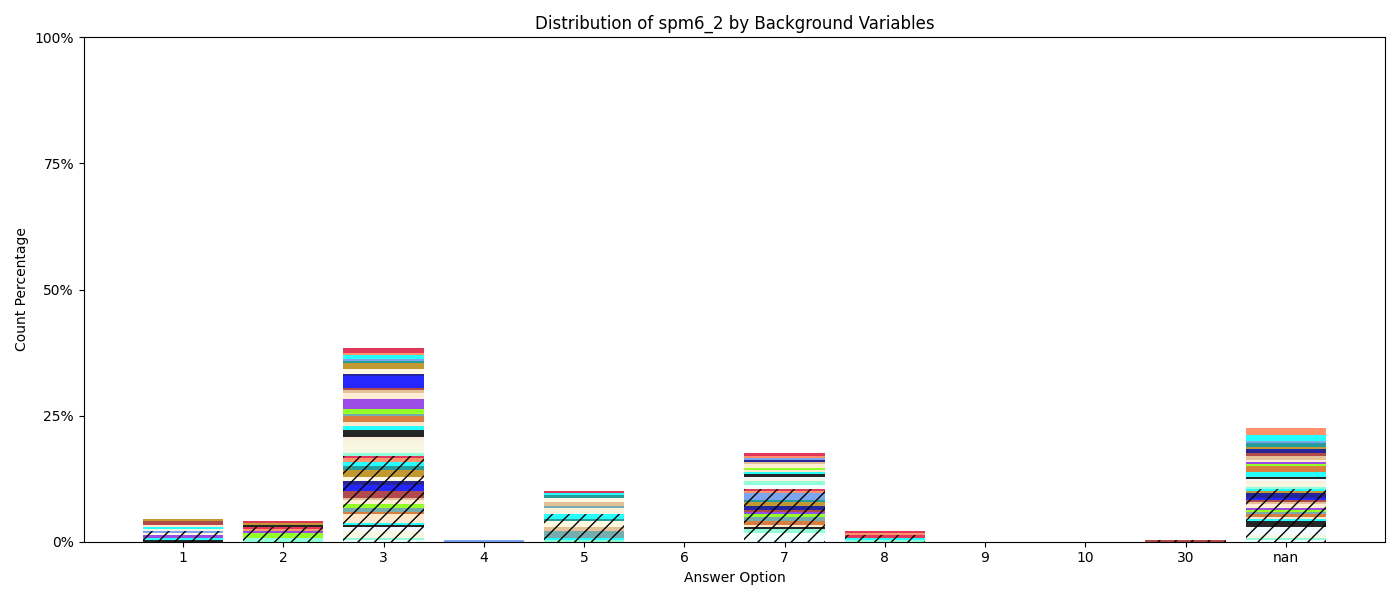 Distribution of spm6_2 by Background Variables
100%
75%
50%
25%
0%
Count Percentage
1 2 3 4 5 6 7 8 9 10 30 nan
Answer Option